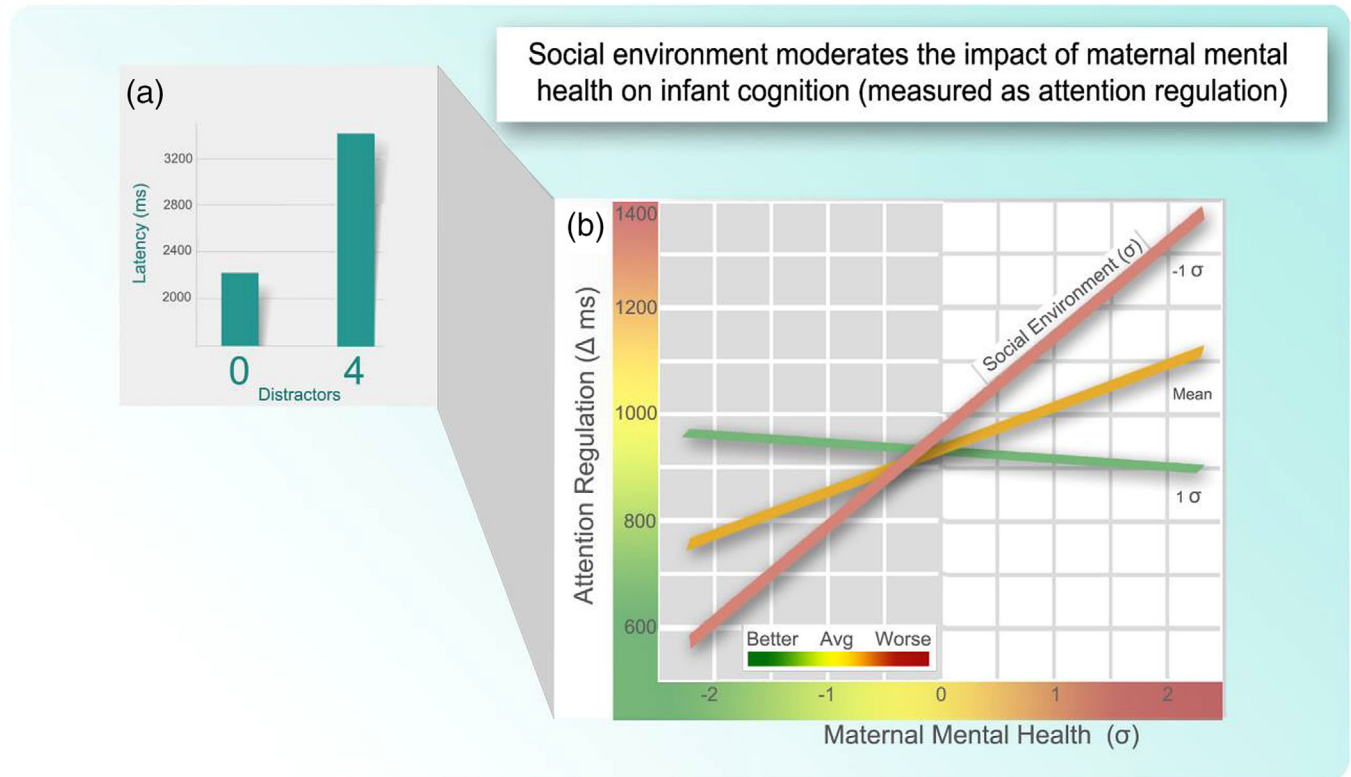 Social environment moderates the impact of maternal mental
health on infant cognition (measured as attention regulation)
(a)
3200
2800
2400
2000
Latency (ms)
0 4
Distractors
(b)
1400
1200
1000
800
600
Attention Regulation (Δ ms)
Social Environment (σ)
-1 σ
Mean
1 σ
Better Avg Worse
-2 -1 0 1 2
Maternal Mental Health (σ)